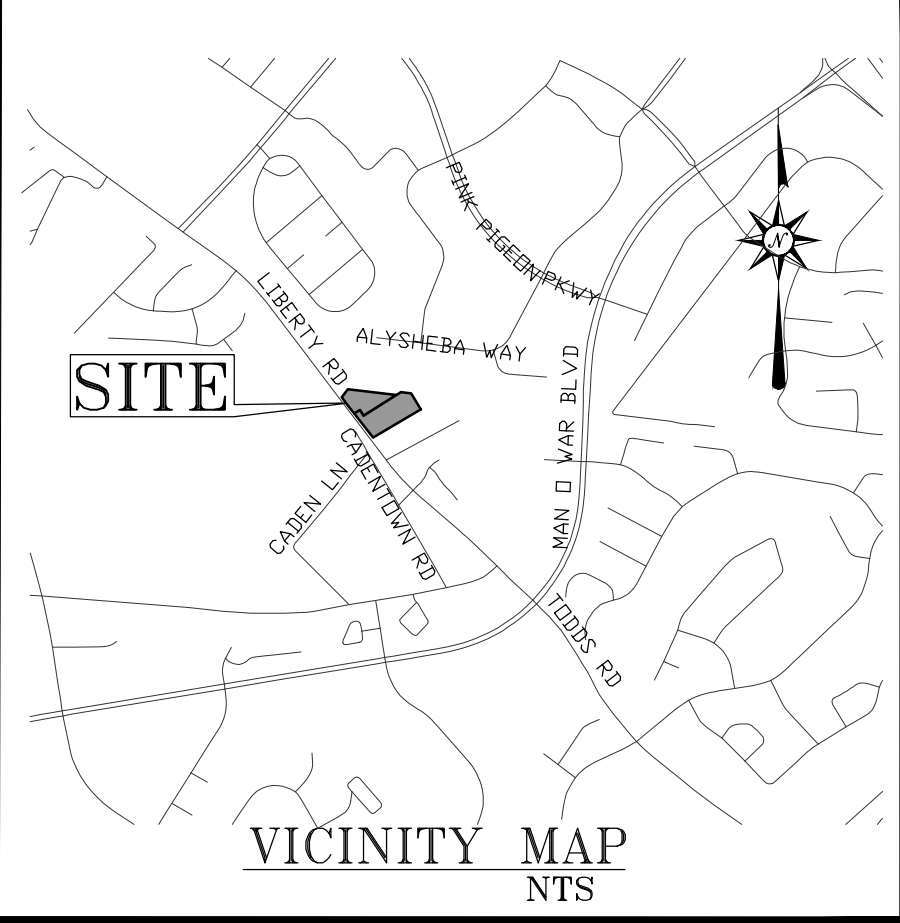 PINK PIGEON PKWY
N
LIBERTY RD
ALYSHEBA WAY
SITE
MAN O WAR BLVD
CADEN LN
CADENTOWN RD
TODDS RD
VICINITY MAP
NTS